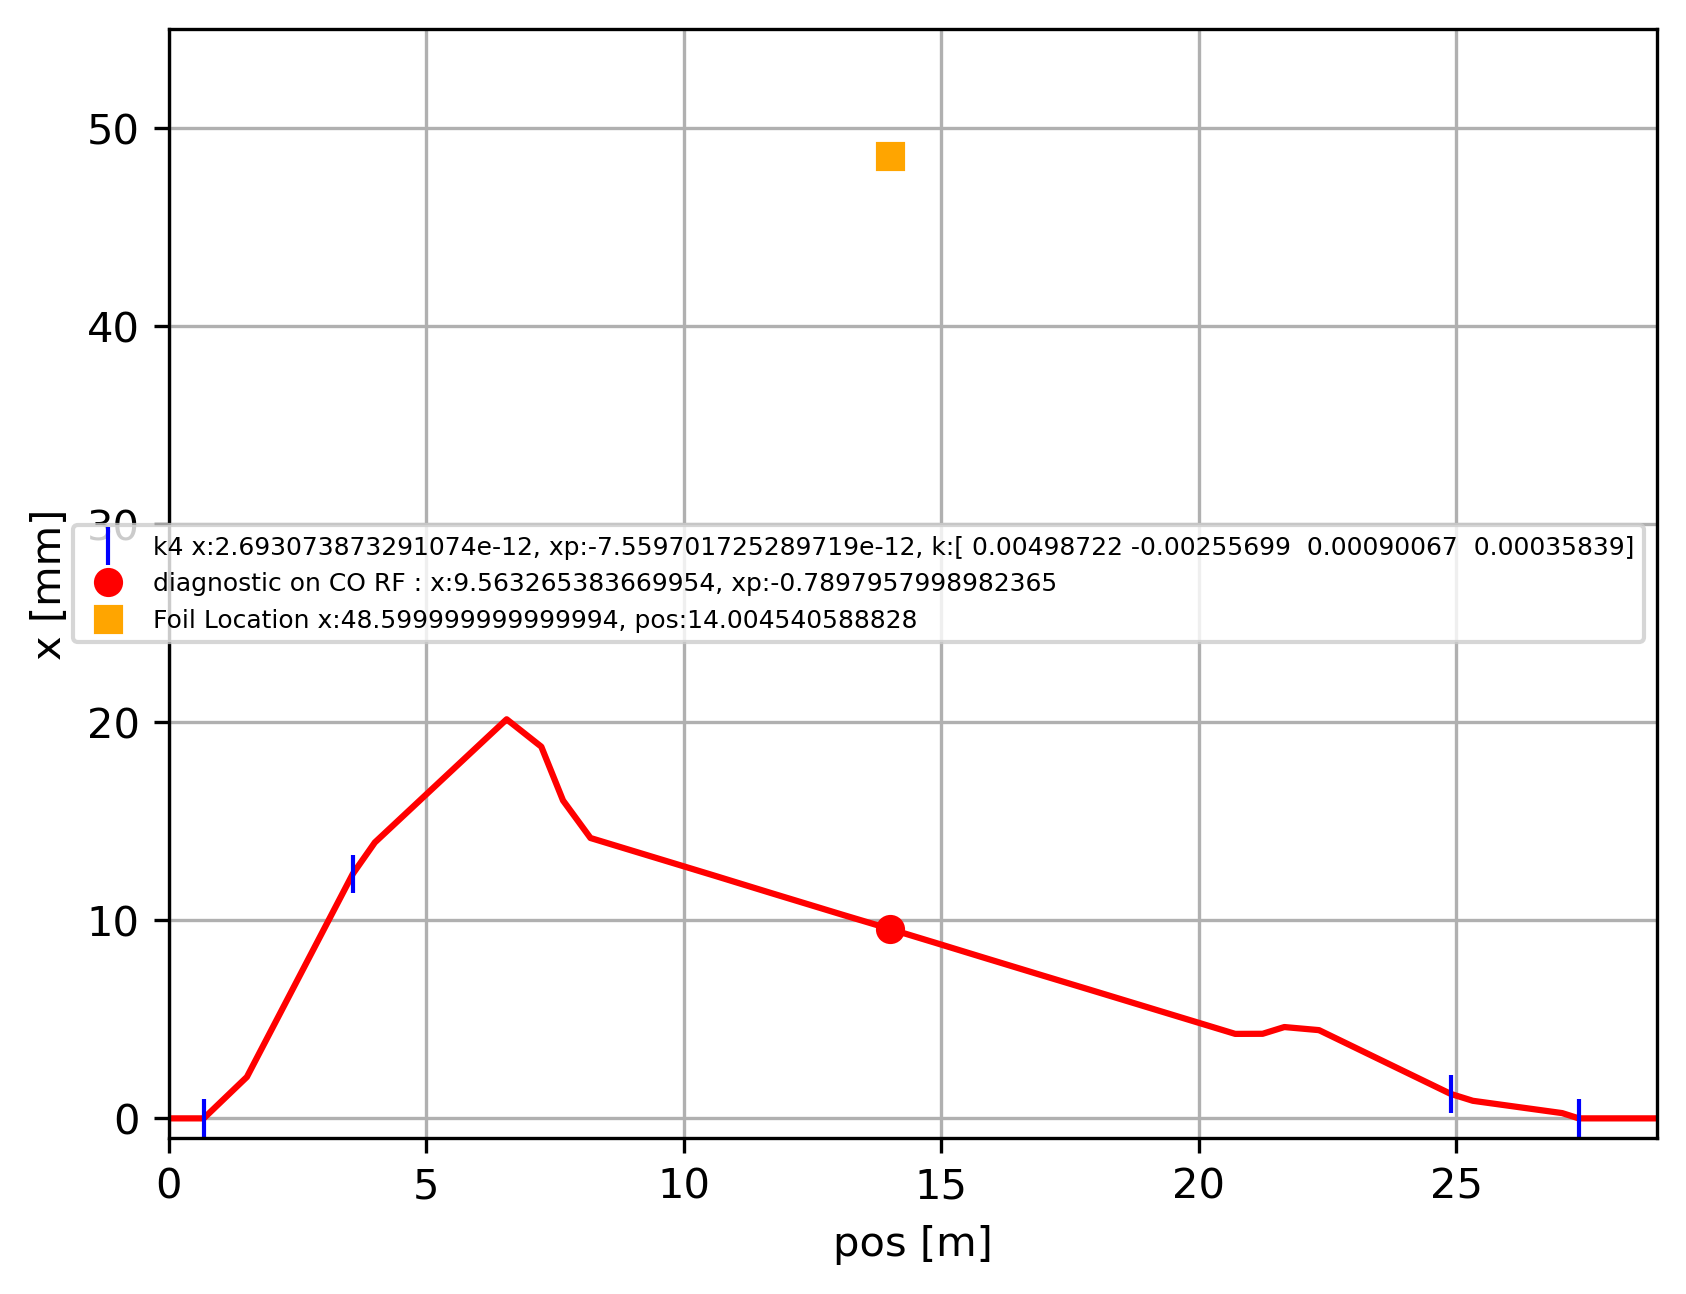 50
40
30
20
10
0
x [mm]
k4 x:2.693073873291074e-12, xp:-7.559701725289719e-12, k:[ 0.00498722 -0.00255699  0.00090067  0.00035839]
diagnostic on CO RF : x:9.563265383669954, xp:-0.7897957998982365
Foil Location x:48.599999999999994, pos:14.004540588828
0 5 10 15 20 25
pos [m]